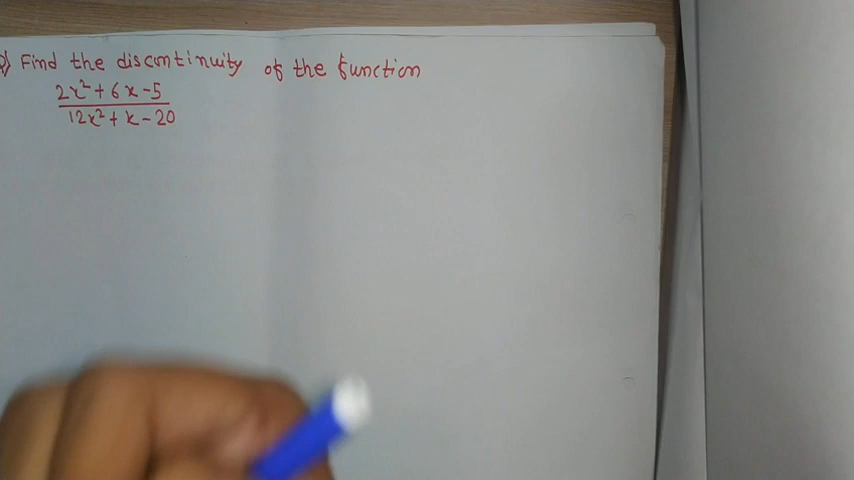 Q) Find the discontinuity of the function
2x² + 6x - 5
12x² + x - 20